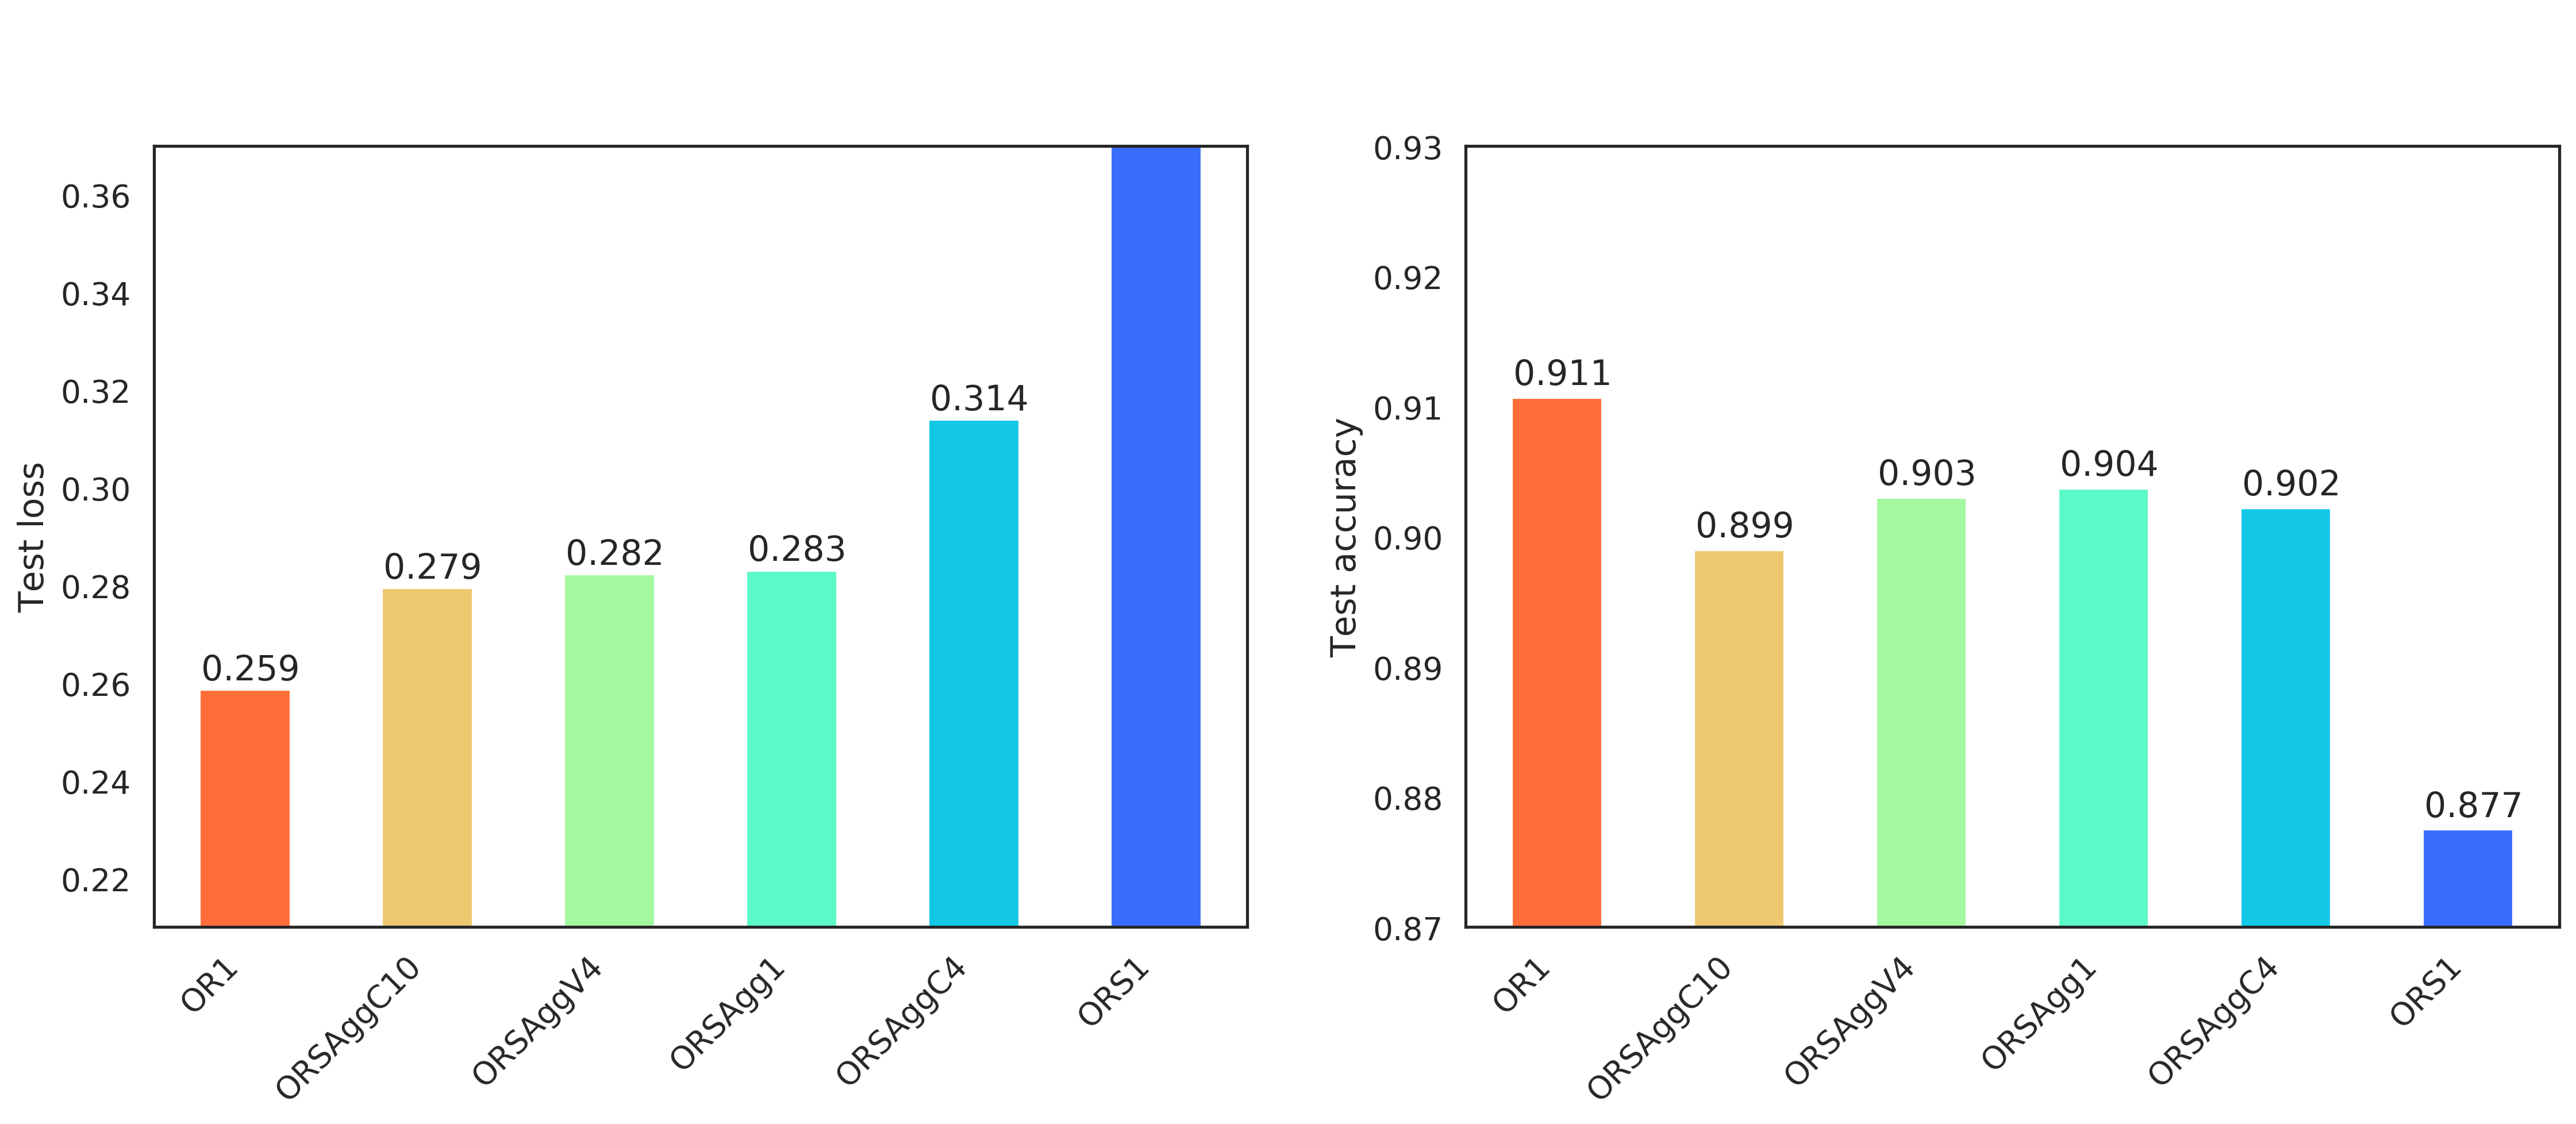 Test loss
0.36
0.34
0.32
0.30
0.28
0.26
0.24
0.22
0.259
0.279
0.282
0.283
0.314
OR1
ORSAggC10
ORSAggV4
ORSAgg1
ORSAggC4
ORS1
Test accuracy
0.93
0.92
0.91
0.90
0.89
0.88
0.87
0.911
0.899
0.903
0.904
0.902
0.877
OR1
ORSAggC10
ORSAggV4
ORSAgg1
ORSAggC4
ORS1